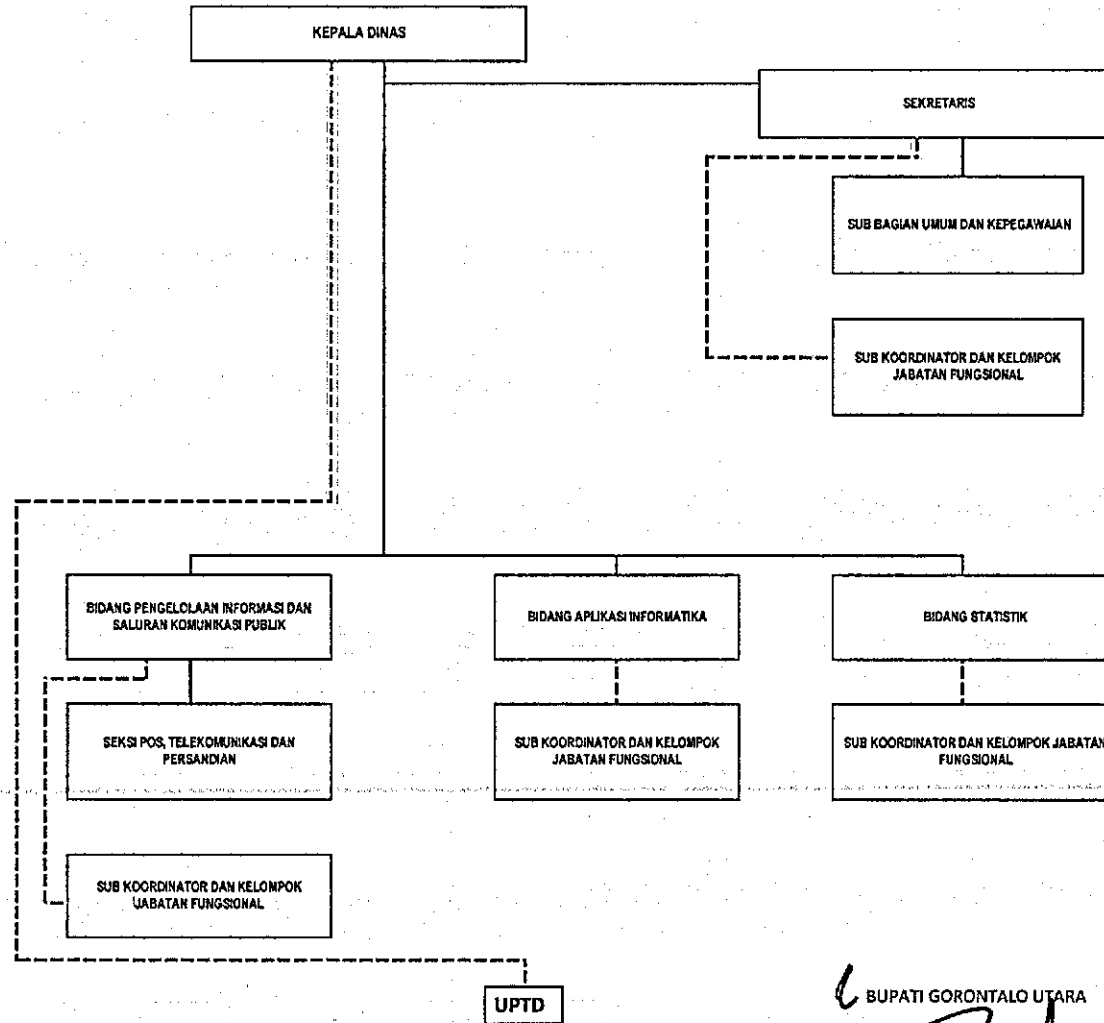 KEPALA DINAS
SEKRETARIS
SUB BAGIAN UMUM DAN KEPEGAWAIAN
SUB KOORDINATOR DAN KELOMPOK
JABATAN FUNGSIONAL
BIDANG PENGELOLAAN INFORMASI DAN
SALURAN KOMUNIKASI PUBLIK
BIDANG APLIKASI INFORMATIKA
BIDANG STATISTIK
SEKSI POS, TELEKOMUNIKASI DAN
PERSANDIAN
SUB KOORDINATOR DAN KELOMPOK
JABATAN FUNGSIONAL
SUB KOORDINATOR DAN KELOMPOK JABATAN
FUNGSIONAL
SUB KOORDINATOR DAN KELOMPOK
JABATAN FUNGSIONAL
UPTD
BUPATI GORONTALO UTARA